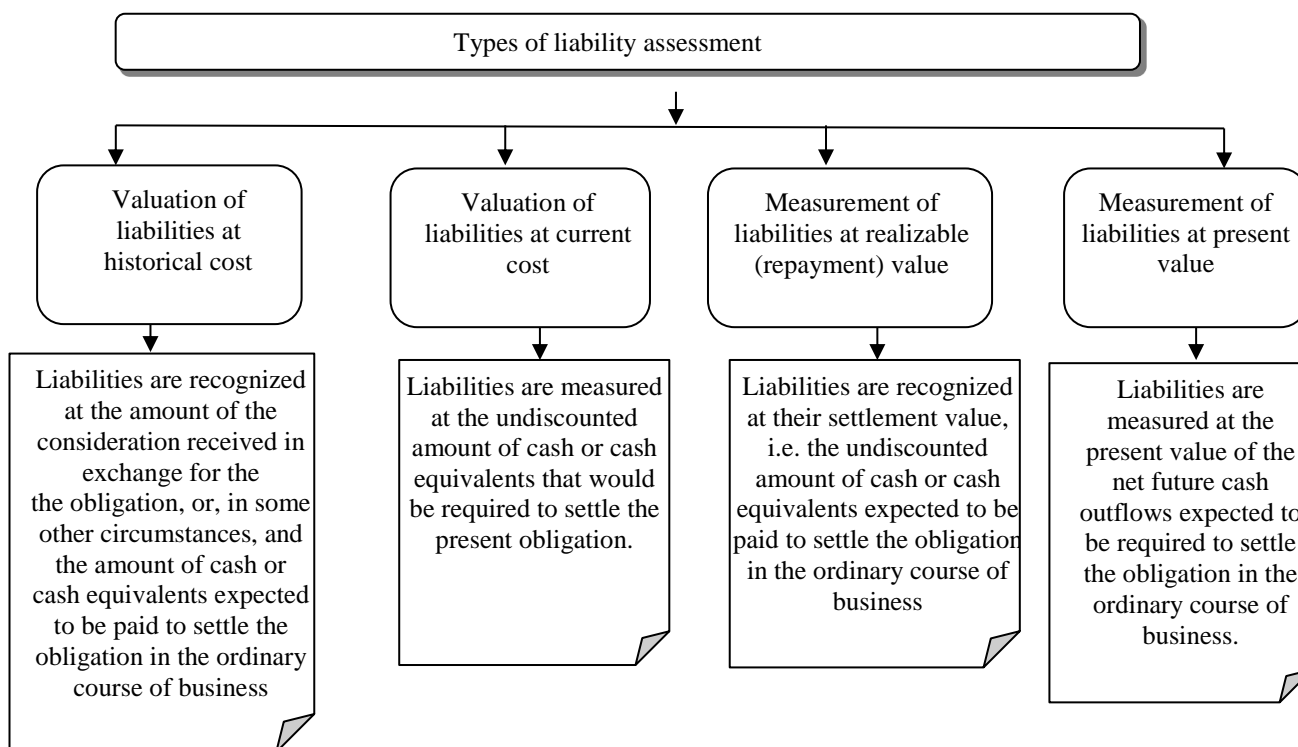 Types of liability assessment
Valuation of
liabilities at
historical cost
Valuation of
liabilities at current
cost
Measurement of
liabilities at realizable
(repayment) value
Measurement of
liabilities at present
value
Liabilities are recognized
at the amount of the
consideration received in
exchange for the
the obligation, or, in some
other circumstances, and
the amount of cash or
cash equivalents expected
to be paid to settle the
obligation in the ordinary
course of business
Liabilities are measured
at the undiscounted
amount of cash or cash
equivalents that would
be required to settle the
present obligation.
Liabilities are recognized
at their settlement value,
i.e. the undiscounted
amount of cash or cash
equivalents expected to be
paid to settle the obligation
in the ordinary course of
business
Liabilities are
measured at the
present value of the
net future cash
outflows expected to
be required to settle
the obligation in the
ordinary course of
business.